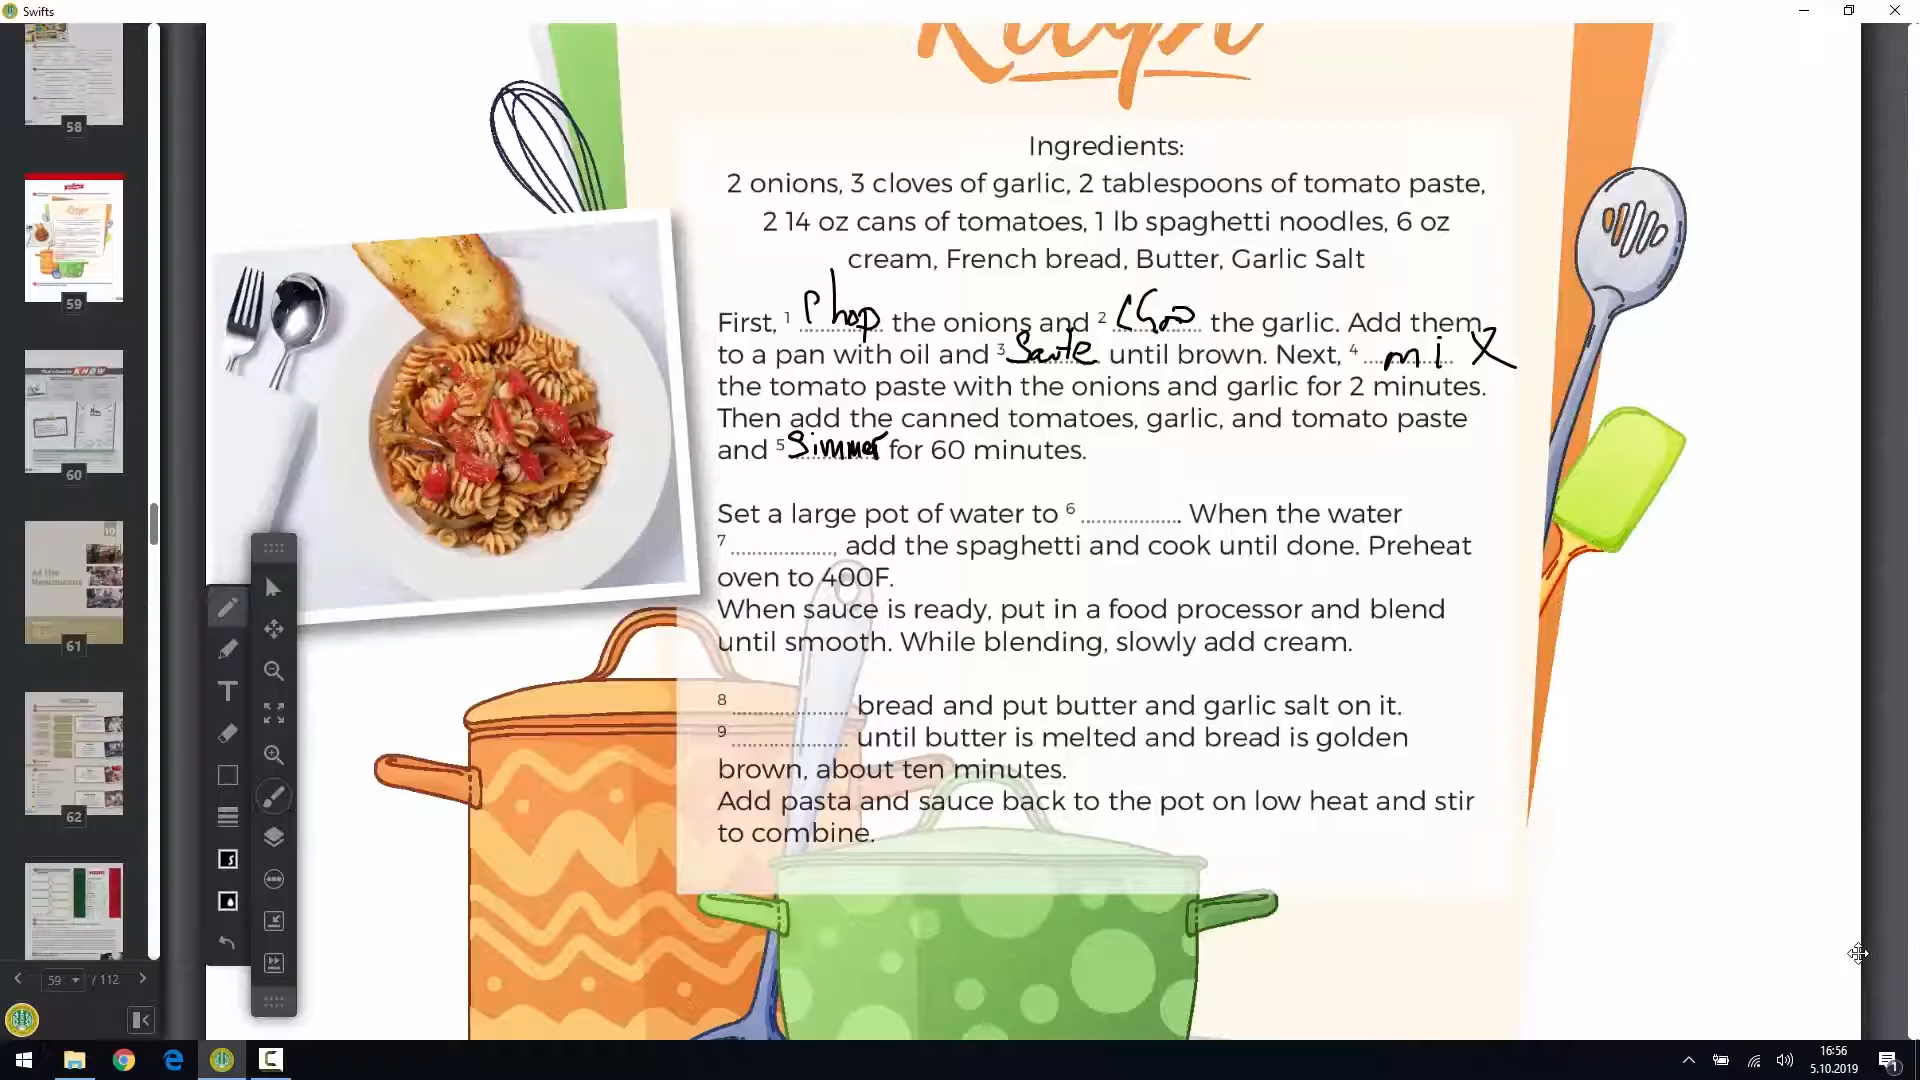 Swifts
Recipe
Ingredients:
2 onions, 3 cloves of garlic, 2 tablespoons of tomato paste,
2 14 oz cans of tomatoes, 1 lb spaghetti noodles, 6 oz
cream, French bread, Butter, Garlic Salt
First, 1 Chop the onions and 2 the garlic. Add them
to a pan with oil and 3 Saute until brown. Next, 4 mix
the tomato paste with the onions and garlic for 2 minutes.
Then add the canned tomatoes, garlic, and tomato paste
and 5 Simmer for 60 minutes.
Set a large pot of water to 6 ................... When the water
7 ..................., add the spaghetti and cook until done. Preheat
oven to 400F.
When sauce is ready, put in a food processor and blend
until smooth. While blending, slowly add cream.
8 ...................... bread and put butter and garlic salt on it.
9 ...................... until butter is melted and bread is golden
brown, about ten minutes.
Add pasta and sauce back to the pot on low heat and stir
to combine.
58
59
60
61
62
59 / 112
KNOW
16:56
5.10.2019
1